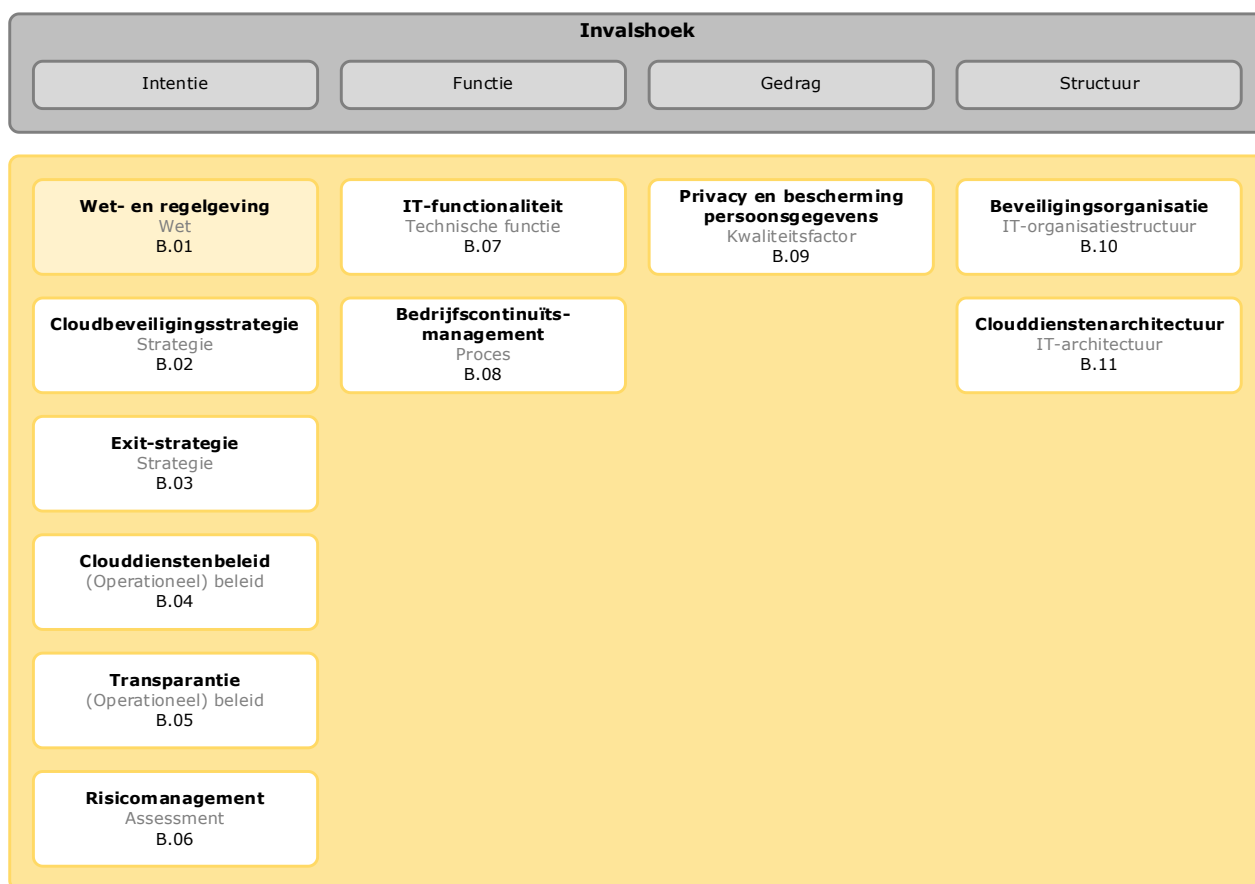 Invalshoek
Intentie
Functie
Gedrag
Structuur
Wet- en regelgeving
Wet
B.01
IT-functionaliteit
Technische functie
B.07
Privacy en bescherming
persoonsgegevens
Kwaliteitsfactor
B.09
Beveiligingsorganisatie
IT-organisatiestructuur
B.10
Cloudbeveiligingsstrategie
Strategie
B.02
Bedrijfscontinuïts-
management
Proces
B.08
Clouddienstenarchitectuur
IT-architectuur
B.11
Exit-strategie
Strategie
B.03
Clouddienstenbeleid
(Operationeel) beleid
B.04
Transparantie
(Operationeel) beleid
B.05
Risicomanagement
Assessment
B.06